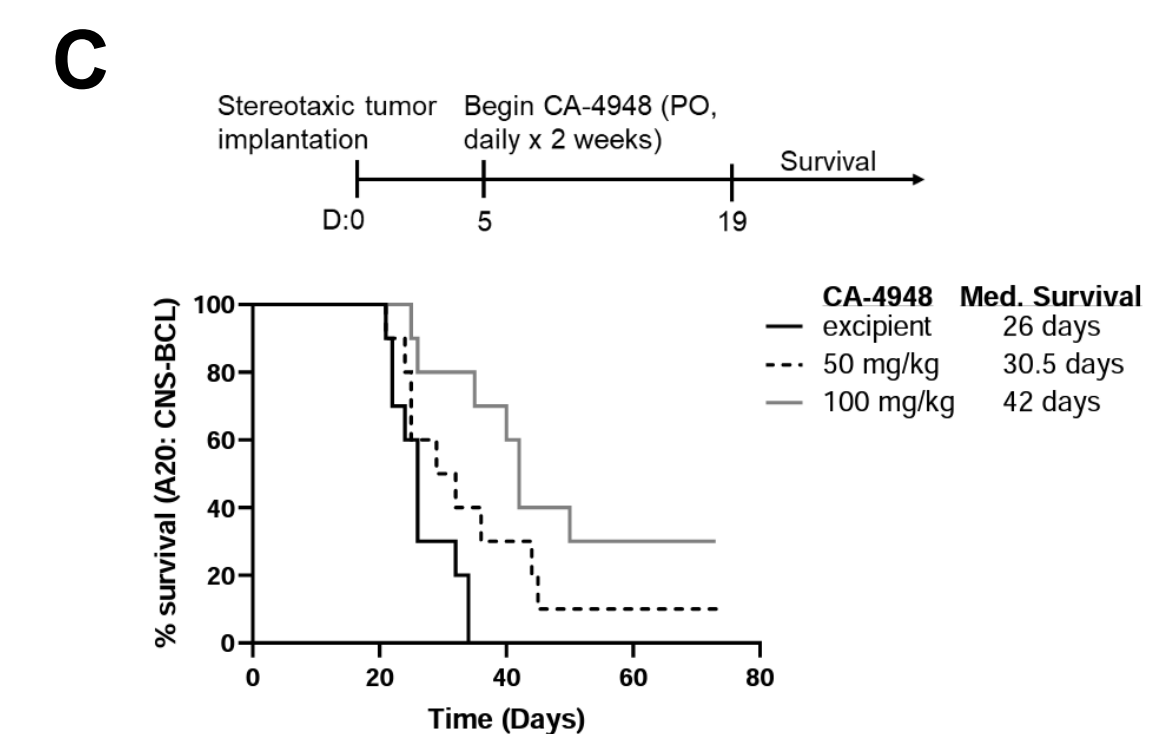 C
Stereotaxic tumor implantation
Begin CA-4948 (PO, daily x 2 weeks)
Survival
D:0 5 19
CA-4948 Med. Survival
excipient 26 days
50 mg/kg 30.5 days
100 mg/kg 42 days
% survival (A20: CNS-BCL)
100
80
60
40
20
0
0 20 40 60 80
Time (Days)